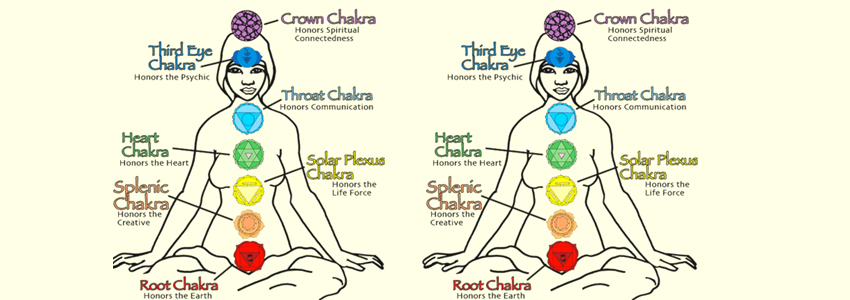 Crown Chakra
Honors Spiritual
Connectedness
Third Eye
Chakra
Honors the Psychic
Throat Chakra
Honors Communication
Heart
Chakra
Honors the Heart
Solar Plexus
Chakra
Honors the
Life Force
Splenic
Chakra
Honors the
Creative
Root Chakra
Honors the Earth
Crown Chakra
Honors Spiritual
Connectedness
Third Eye
Chakra
Honors the Psychic
Throat Chakra
Honors Communication
Heart
Chakra
Honors the Heart
Solar Plexus
Chakra
Honors the
Life Force
Splenic
Chakra
Honors the
Creative
Root Chakra
Honors the Earth